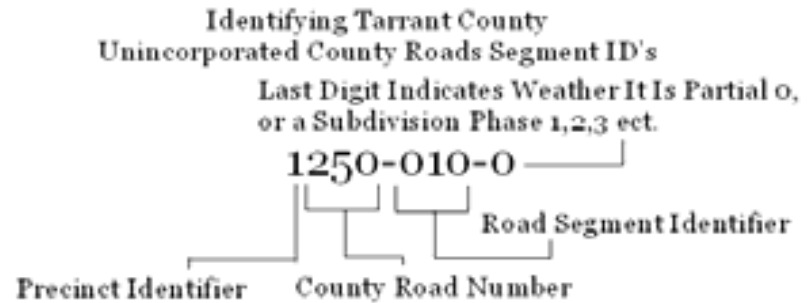 Identifying Tarrant County
Unincorporated County Roads Segment ID's
Last Digit Indicates Weather It Is Partial 0,
or a Subdivision Phase 1,2,3 ect.
1250-010-0
Road Segment Identifier
Precinct Identifier County Road Number